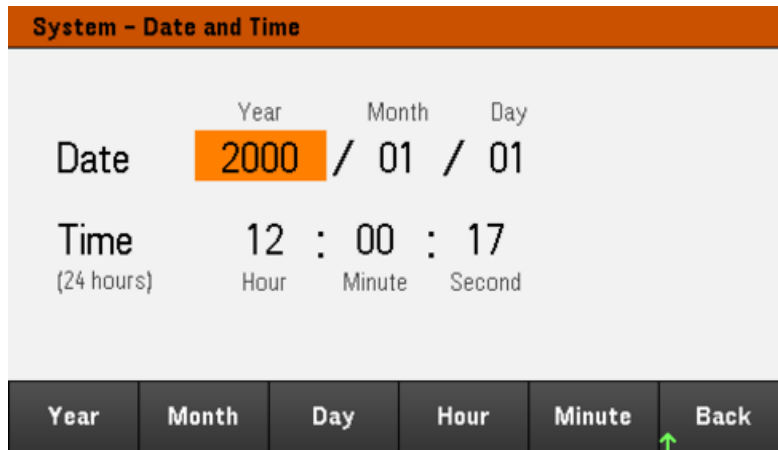 System - Date and Time
Year Month Day
Date 2000 / 01 / 01
Time 12 : 00 : 17
(24 hours) Hour Minute Second
Year Month Day Hour Minute Back